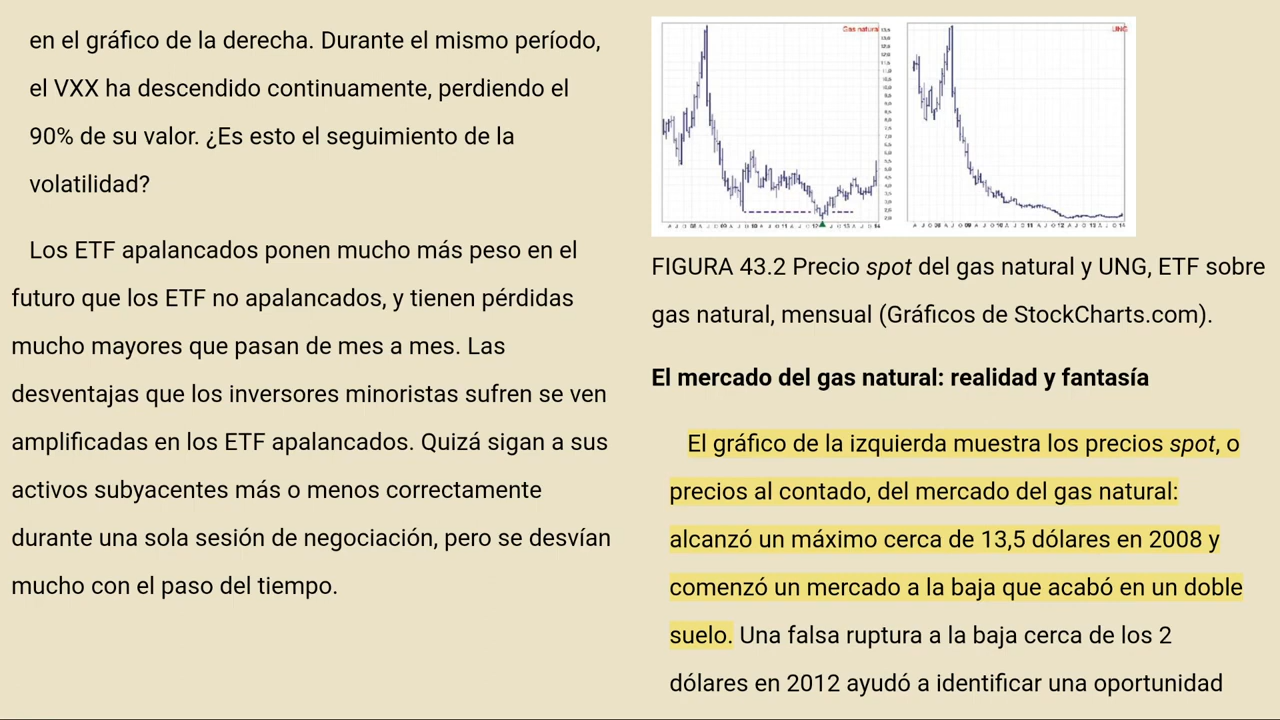 en el gráfico de la derecha. Durante el mismo período,
el VXX ha descendido continuamente, perdiendo el
90% de su valor. ¿Es esto el seguimiento de la
volatilidad?
Los ETF apalancados ponen mucho más peso en el
futuro que los ETF no apalancados, y tienen pérdidas
mucho mayores que pasan de mes a mes. Las
desventajas que los inversores minoristas sufren se ven
amplificadas en los ETF apalancados. Quizá sigan a sus
activos subyacentes más o menos correctamente
durante una sola sesión de negociación, pero se desvían
mucho con el paso del tiempo.
Gas natural
UNG
FIGURA 43.2 Precio spot del gas natural y UNG, ETF sobre
gas natural, mensual (Gráficos de StockCharts.com).
El mercado del gas natural: realidad y fantasía
El gráfico de la izquierda muestra los precios spot, o
precios al contado, del mercado del gas natural:
alcanzó un máximo cerca de 13,5 dólares en 2008 y
comenzó un mercado a la baja que acabó en un doble
suelo. Una falsa ruptura a la baja cerca de los 2
dólares en 2012 ayudó a identificar una oportunidad